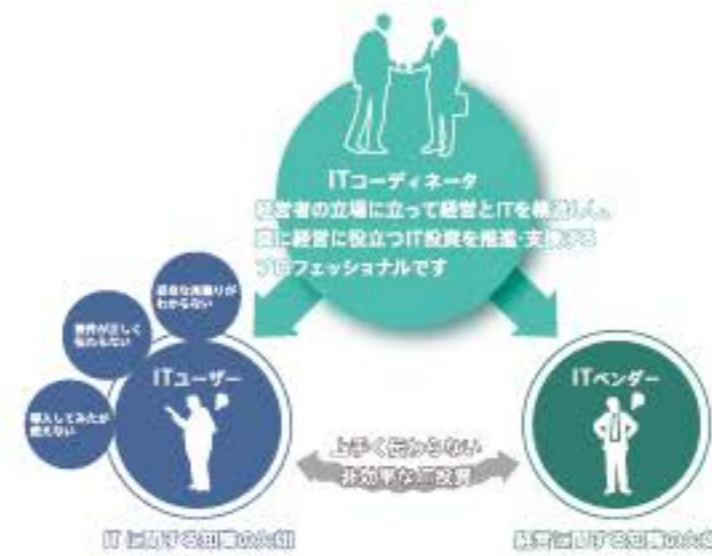 ITコーディネータ
経営者の立場に立って経営とITを橋渡しし、
真に経営に役立つIT投資を推進・支援する
プロフェッショナルです
適正な見積りが
わからない
要件が正しく
伝わらない
導入してみたが
使えない
ITユーザー
ITベンダー
上手く伝わらない
非効率なIT投資
ITに関する知識の欠如
経営に関する知識の欠如